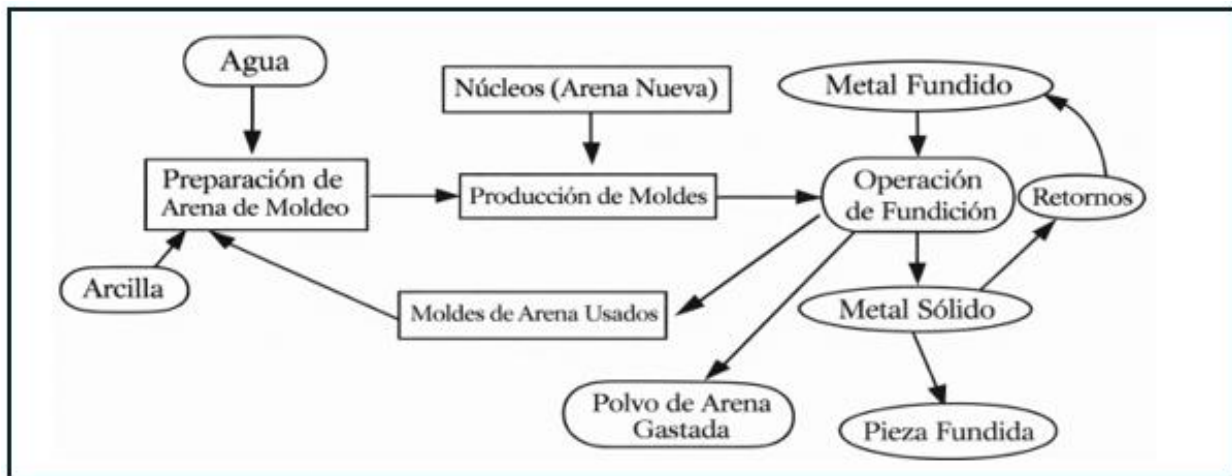 Agua
Núcleos (Arena Nueva)
Metal Fundido
Preparación de
Arena de Moldeo
Producción de Moldes
Operación
de Fundición
Retornos
Arcilla
Moldes de Arena Usados
Metal Sólido
Polvo de Arena
Gastada
Pieza Fundida